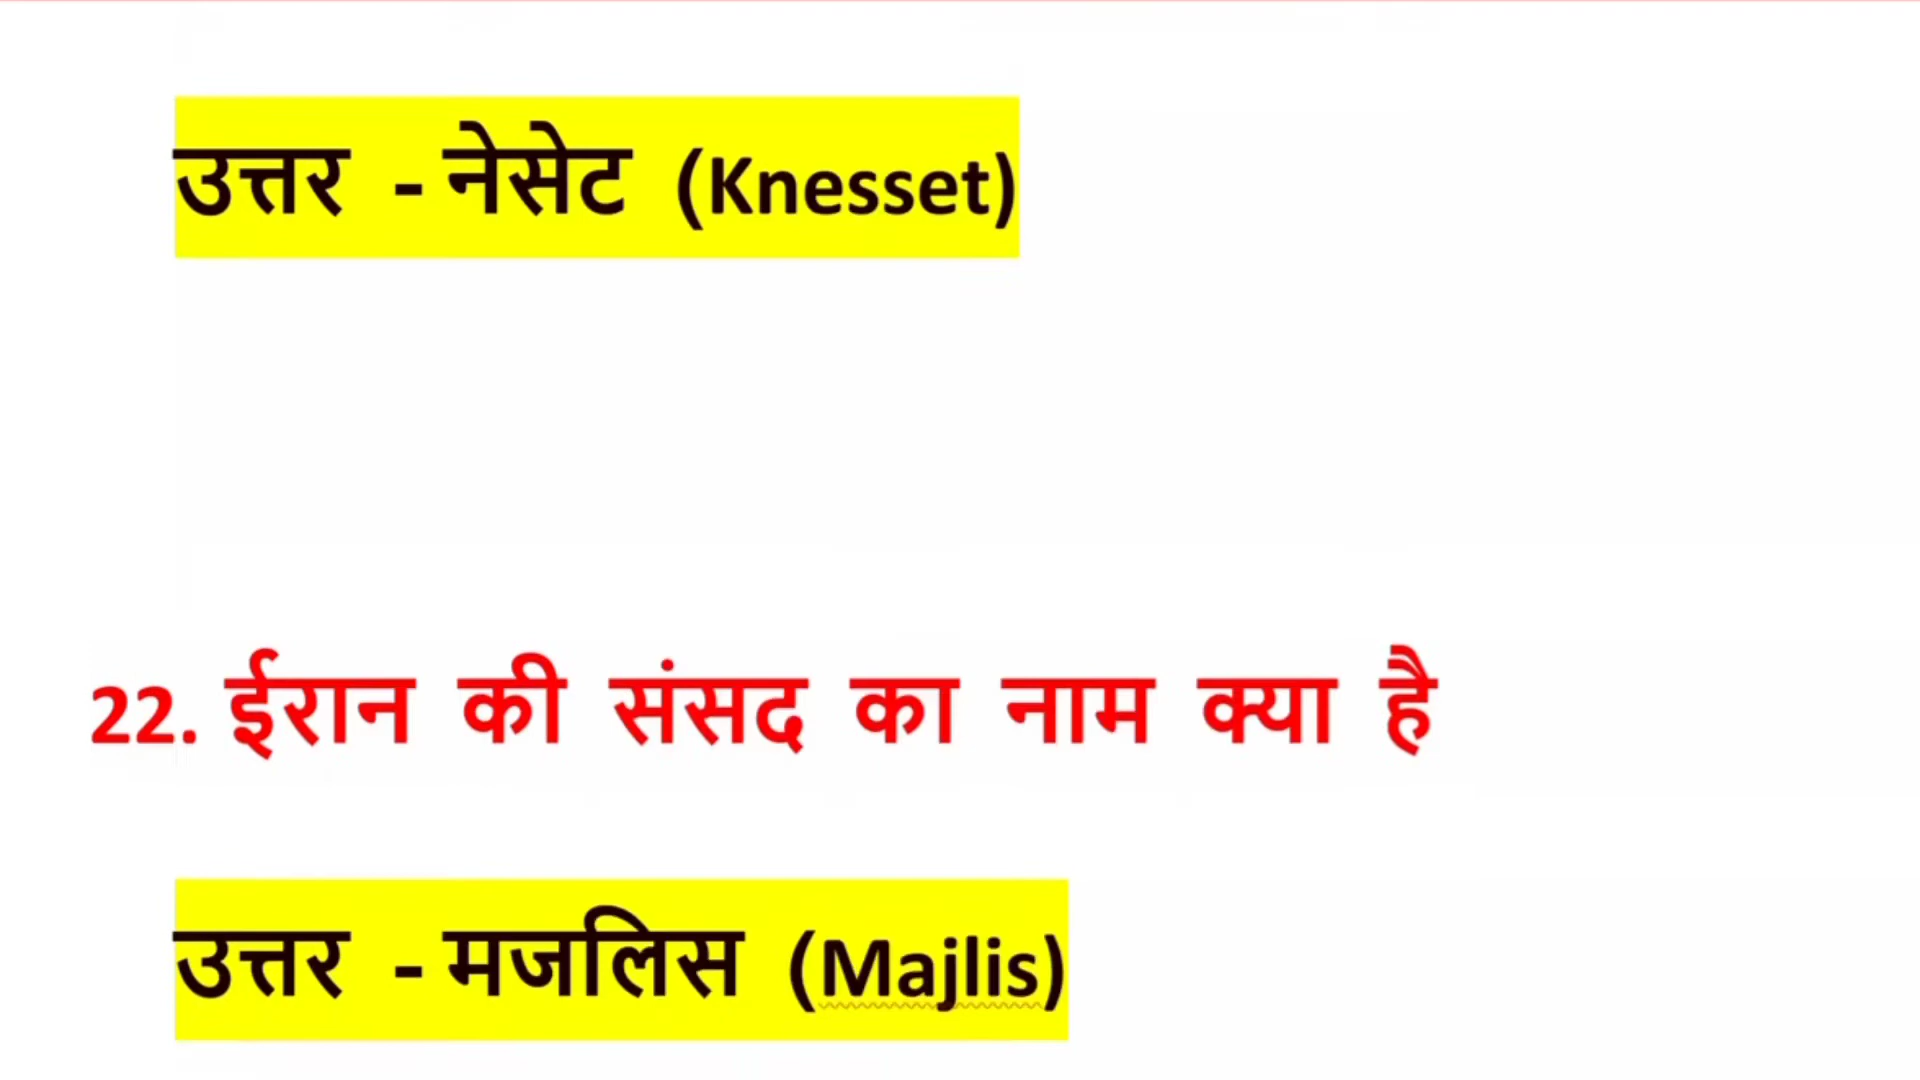 उत्तर - नेसेट (Knesset)
22. ईरान की संसद का नाम क्या है
उत्तर - मजलिस (Majlis)